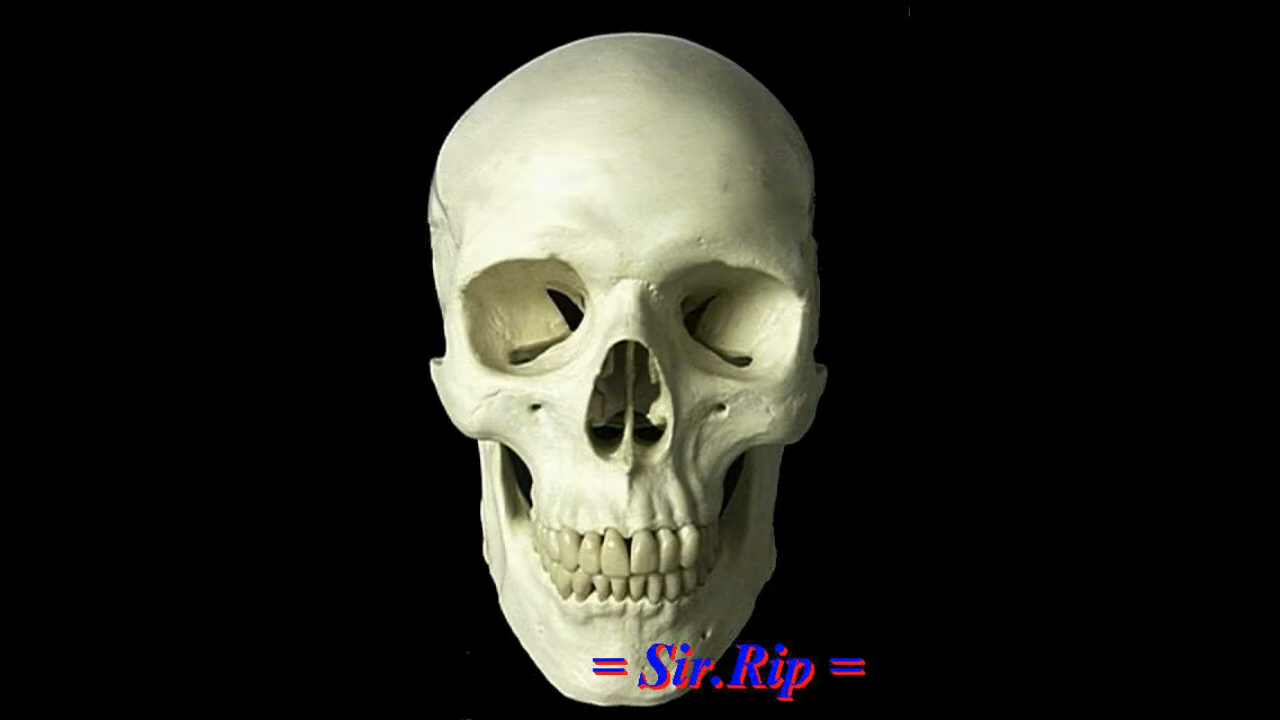 = Sir.Rip =